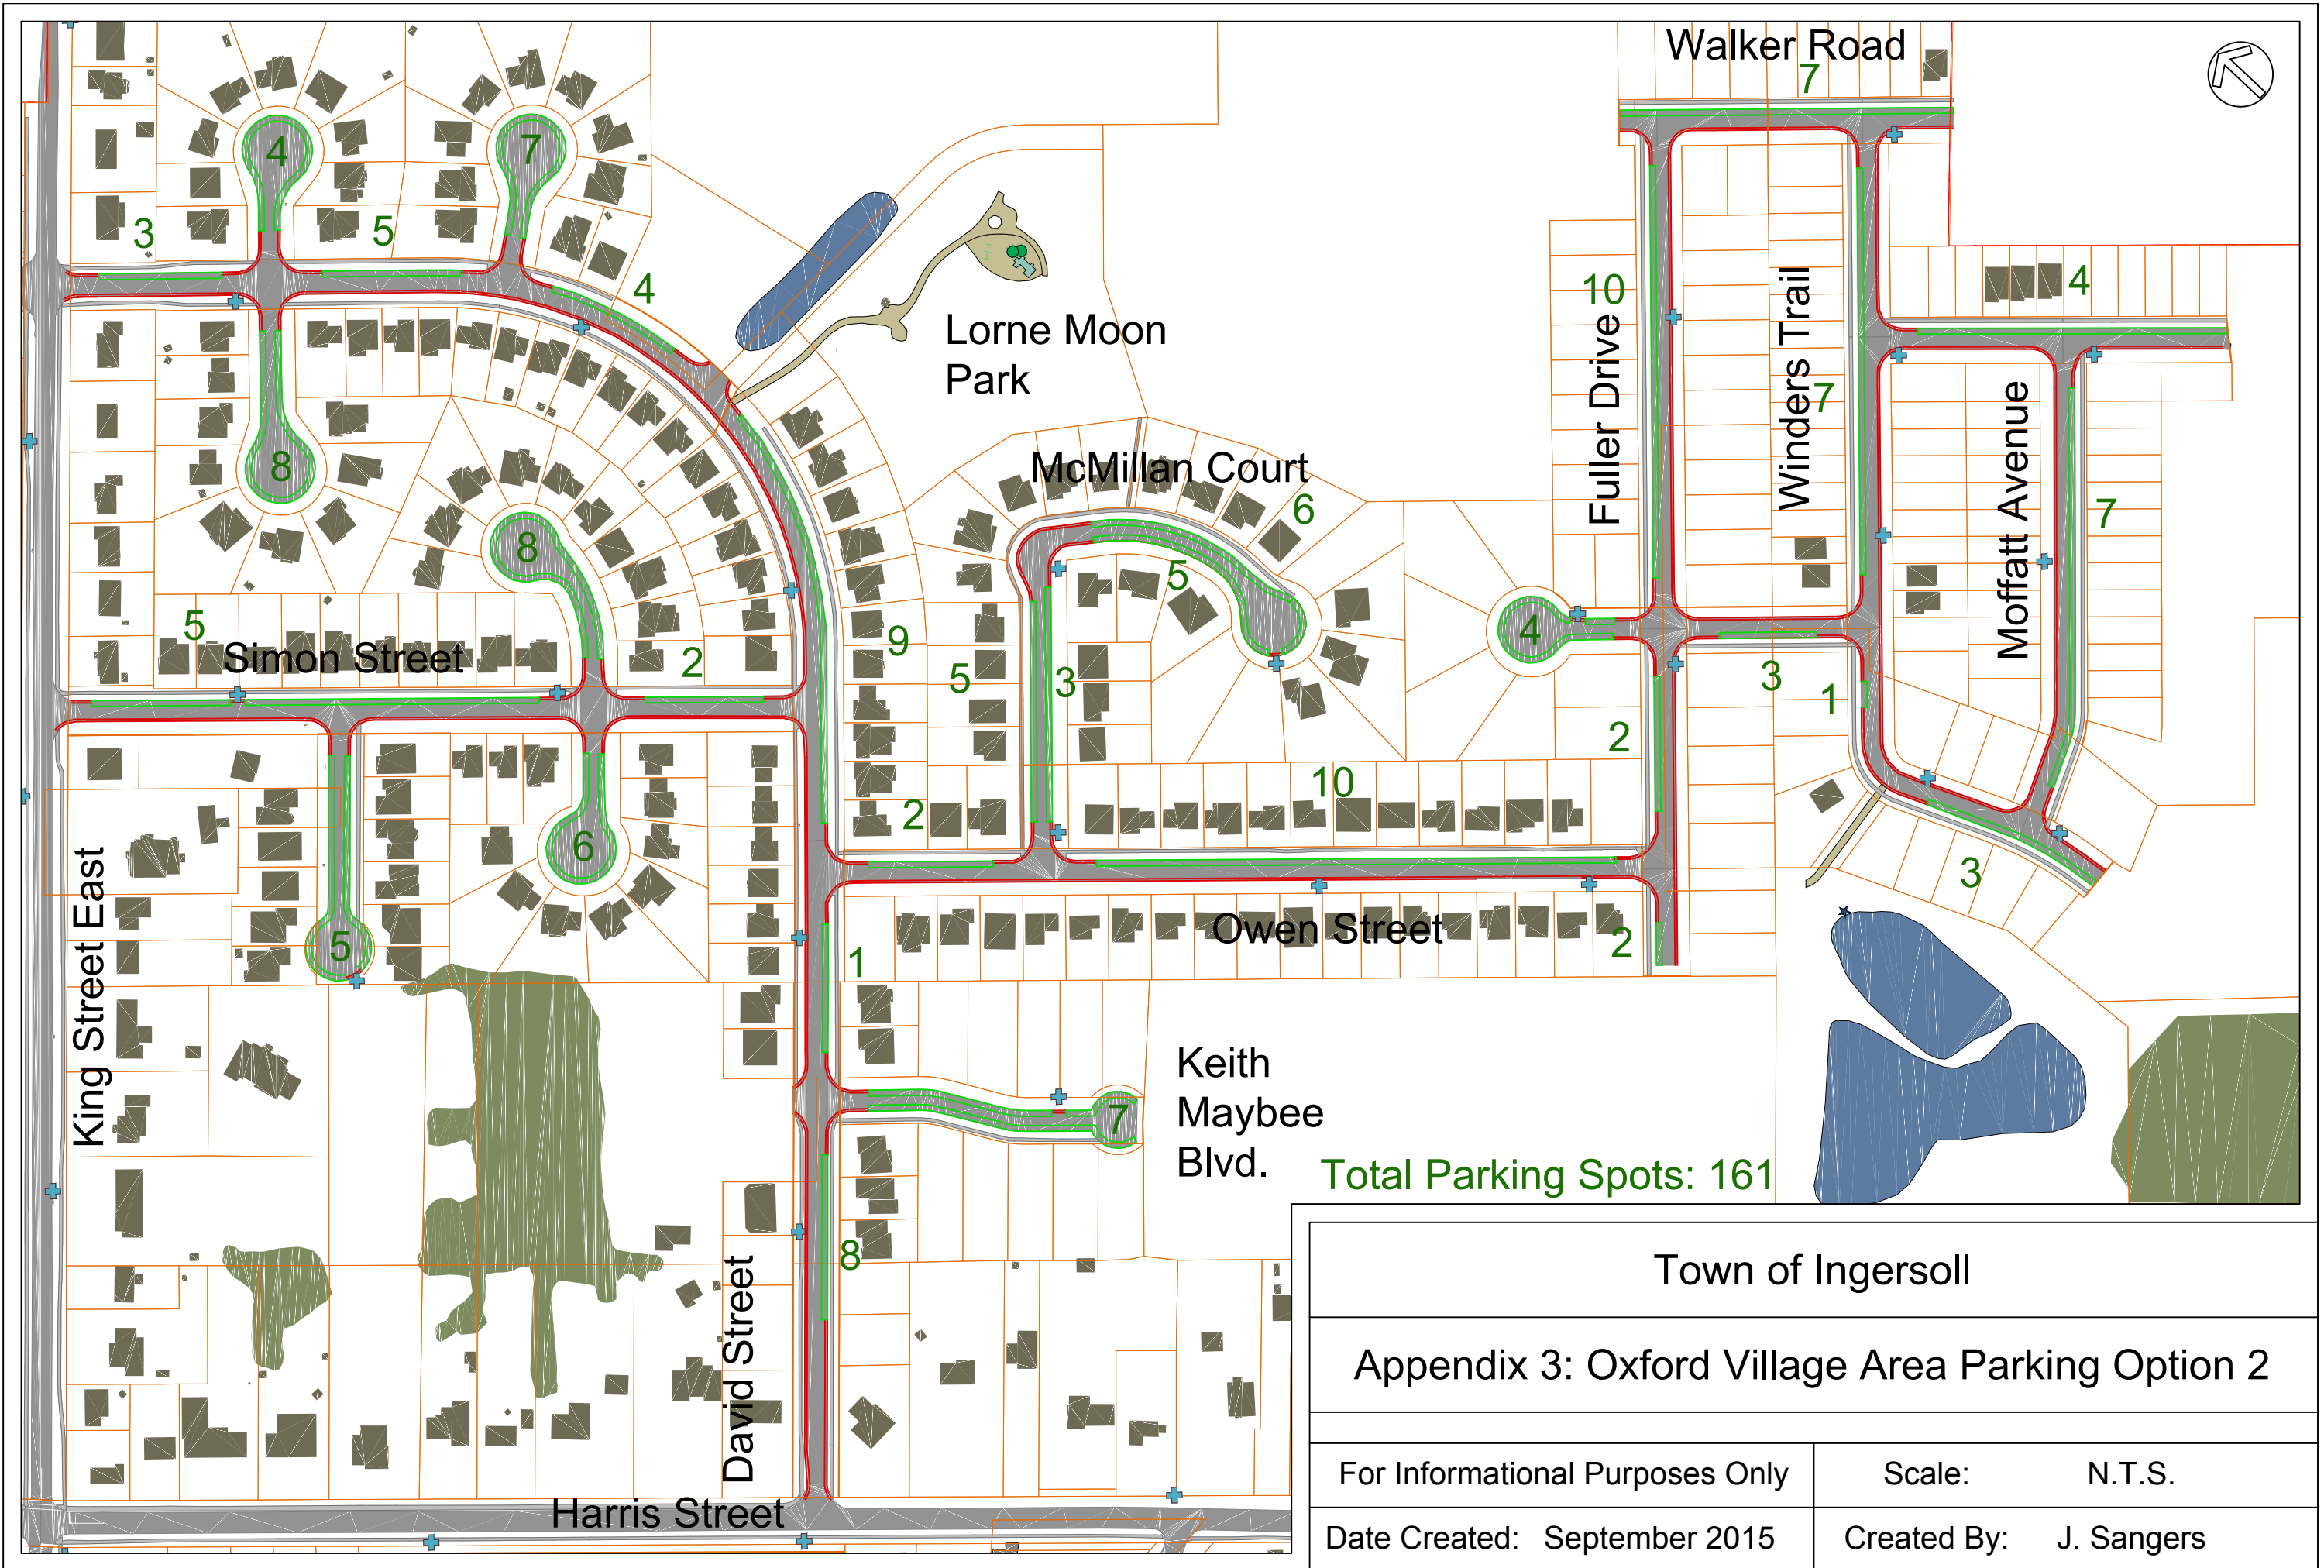 Walker Road
7
4
7
3
5
4
10
4
Lorne Moon
Park
Fuller Drive
Winders Trail
7
Moffatt Avenue
McMillan Court
6
7
8
8
5
5
Simon Street
2
9
5
3
4
3
1
2
10
2
6
5
King Street East
1
Owen Street
2
3
Keith
Maybee
Blvd.
7
8
David Street
Harris Street
Total Parking Spots: 161
Town of Ingersoll
Appendix 3: Oxford Village Area Parking Option 2
For Informational Purposes Only
Scale: N.T.S.
Date Created: September 2015
Created By: J. Sangers